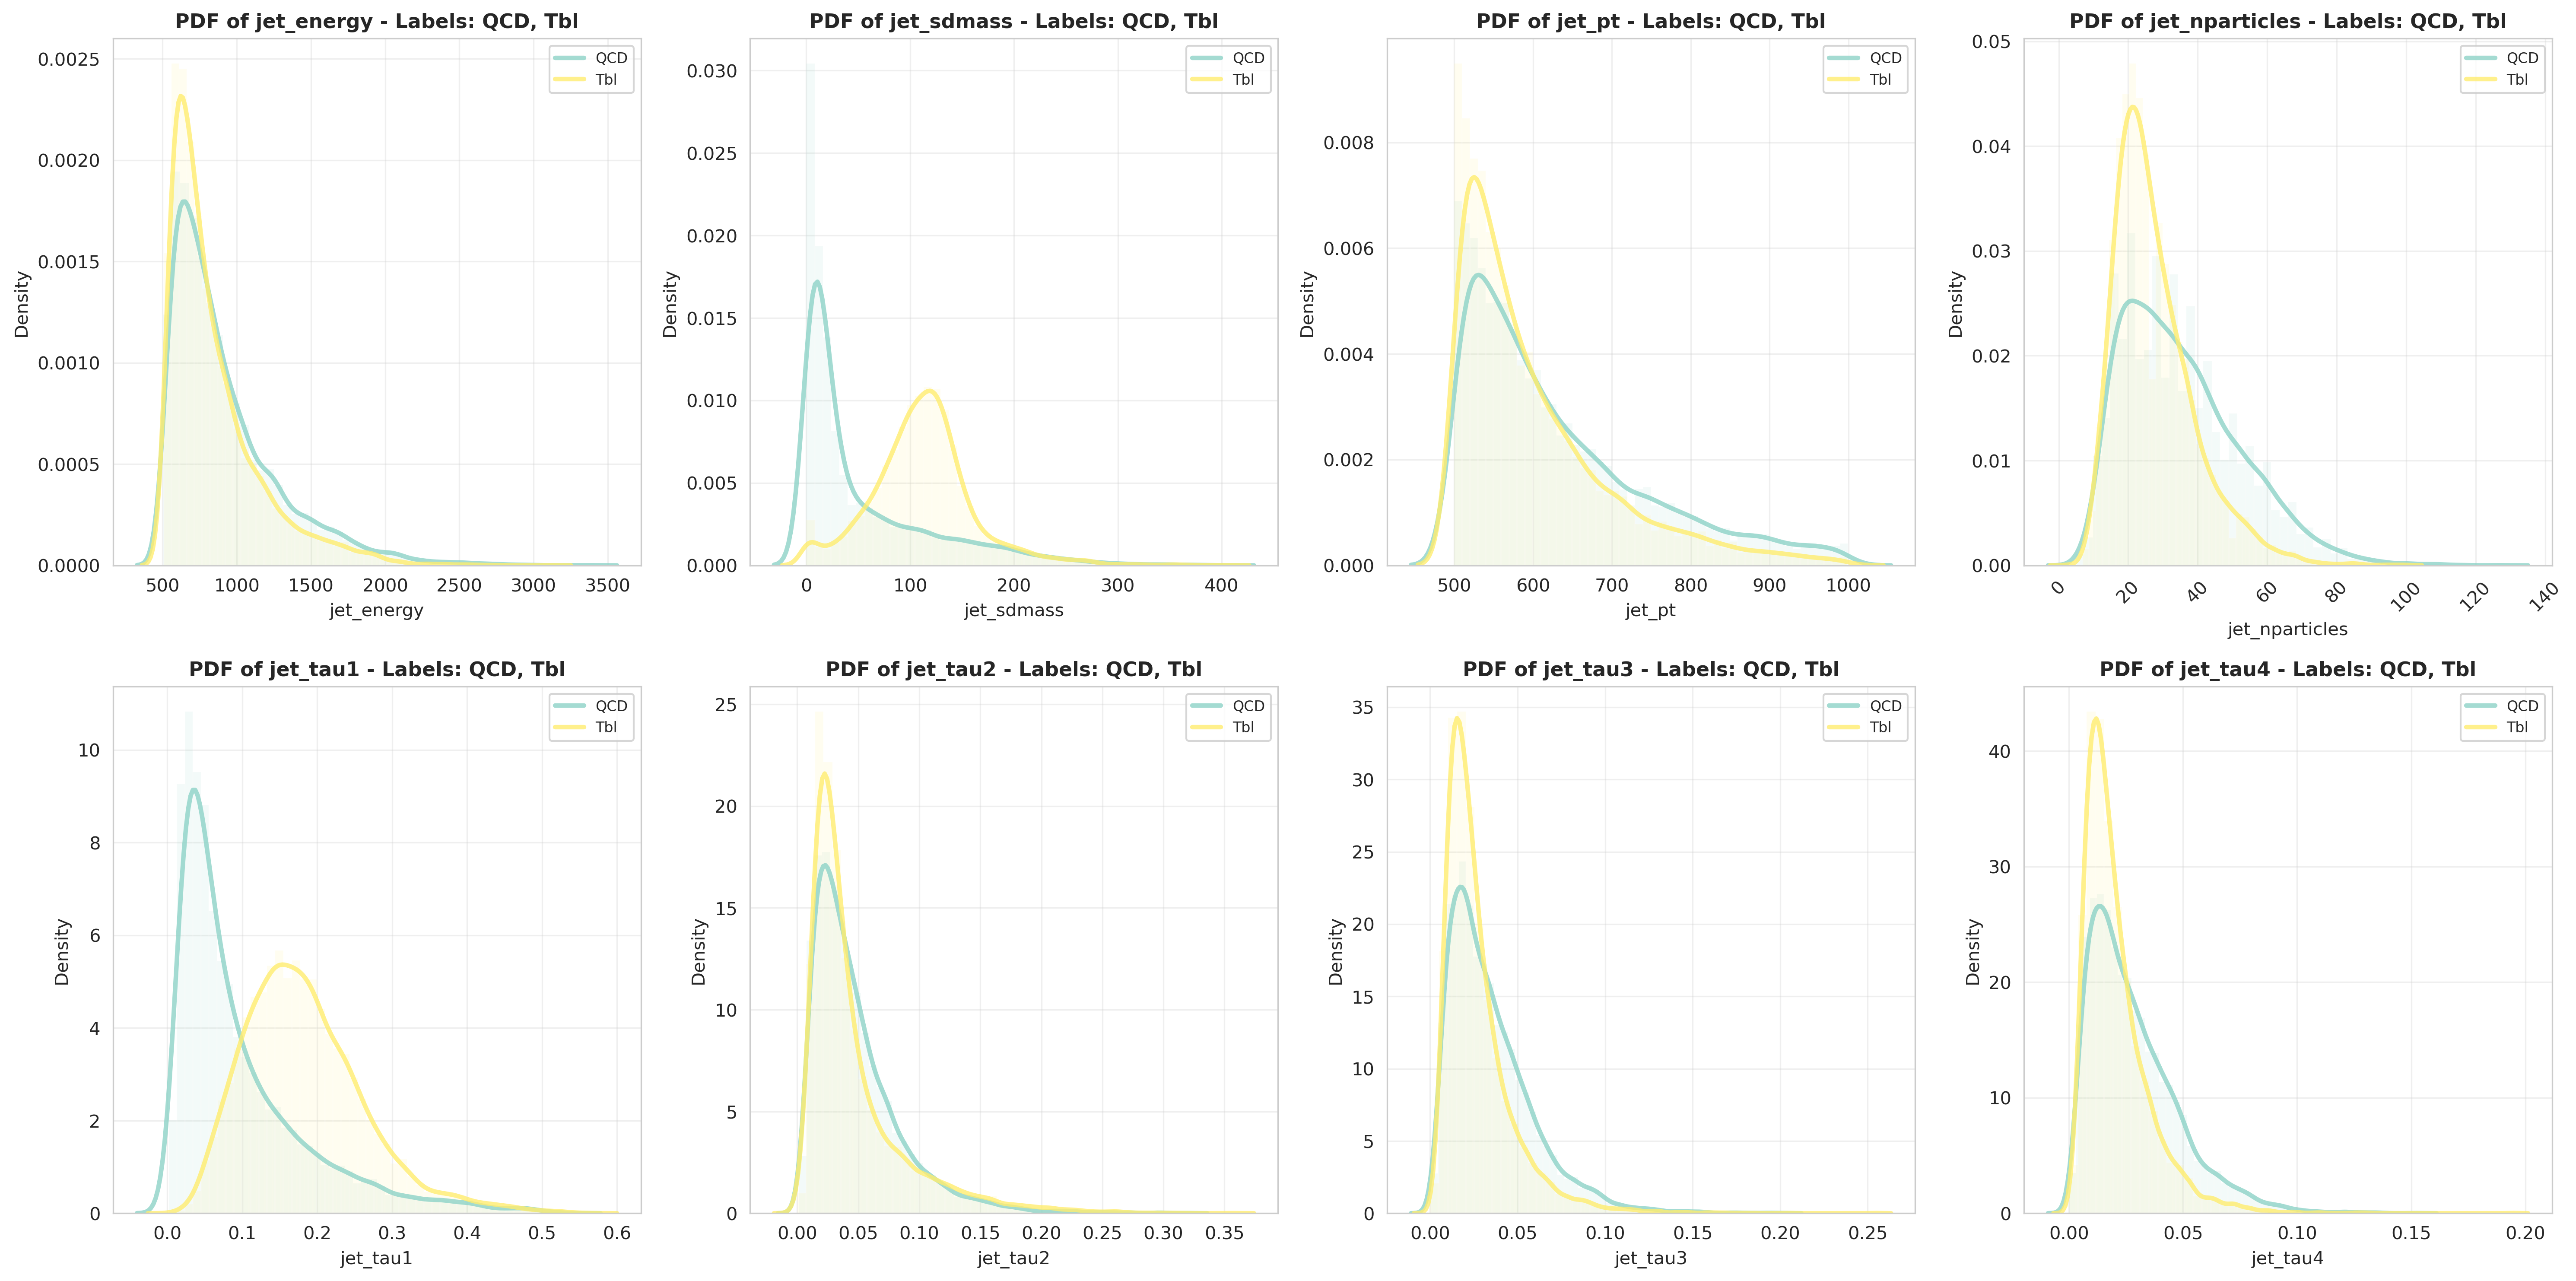 PDF of jet_energy - Labels: QCD, Tbl
QCD
Tbl
Density
0.0025
0.0020
0.0015
0.0010
0.0005
0.0000
500 1000 1500 2000 2500 3000 3500
jet_energy
PDF of jet_sdmass - Labels: QCD, Tbl
QCD
Tbl
Density
0.030
0.025
0.020
0.015
0.010
0.005
0.000
0 100 200 300 400
jet_sdmass
PDF of jet_pt - Labels: QCD, Tbl
QCD
Tbl
Density
0.008
0.006
0.004
0.002
0.000
500 600 700 800 900 1000
jet_pt
PDF of jet_nparticles - Labels: QCD, Tbl
QCD
Tbl
Density
0.05
0.04
0.03
0.02
0.01
0.00
0 20 40 60 80 100 120 140
jet_nparticles
PDF of jet_tau1 - Labels: QCD, Tbl
QCD
Tbl
Density
10
8
6
4
2
0
0.0 0.1 0.2 0.3 0.4 0.5 0.6
jet_tau1
PDF of jet_tau2 - Labels: QCD, Tbl
QCD
Tbl
Density
25
20
15
10
5
0
0.00 0.05 0.10 0.15 0.20 0.25 0.30 0.35
jet_tau2
PDF of jet_tau3 - Labels: QCD, Tbl
QCD
Tbl
Density
35
30
25
20
15
10
5
0
0.00 0.05 0.10 0.15 0.20 0.25
jet_tau3
PDF of jet_tau4 - Labels: QCD, Tbl
QCD
Tbl
Density
40
30
20
10
0
0.00 0.05 0.10 0.15 0.20
jet_tau4